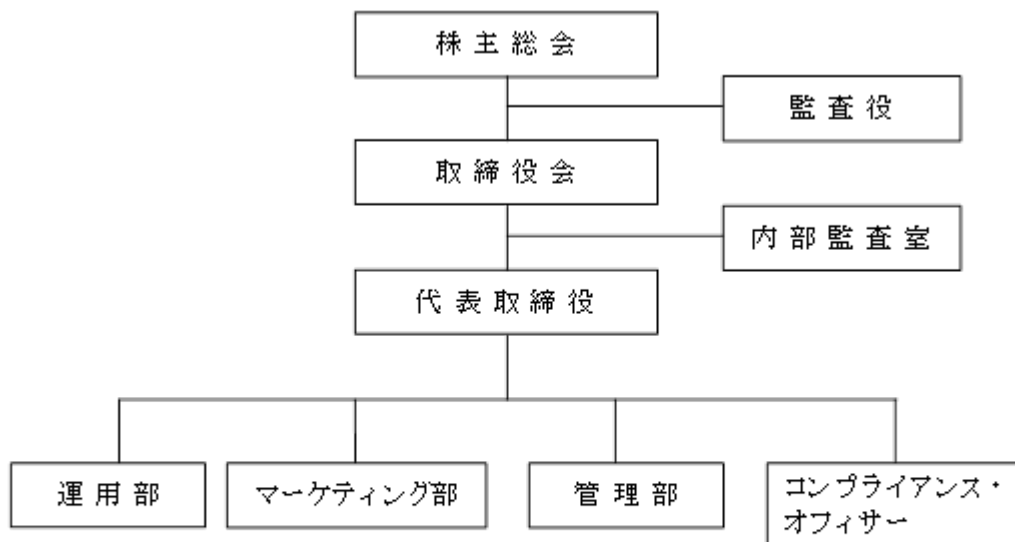 株主総会
監査役
取締役会
内部監査室
代表取締役
運用部
マーケティング部
管理部
コンプライアンス・
オフィサー